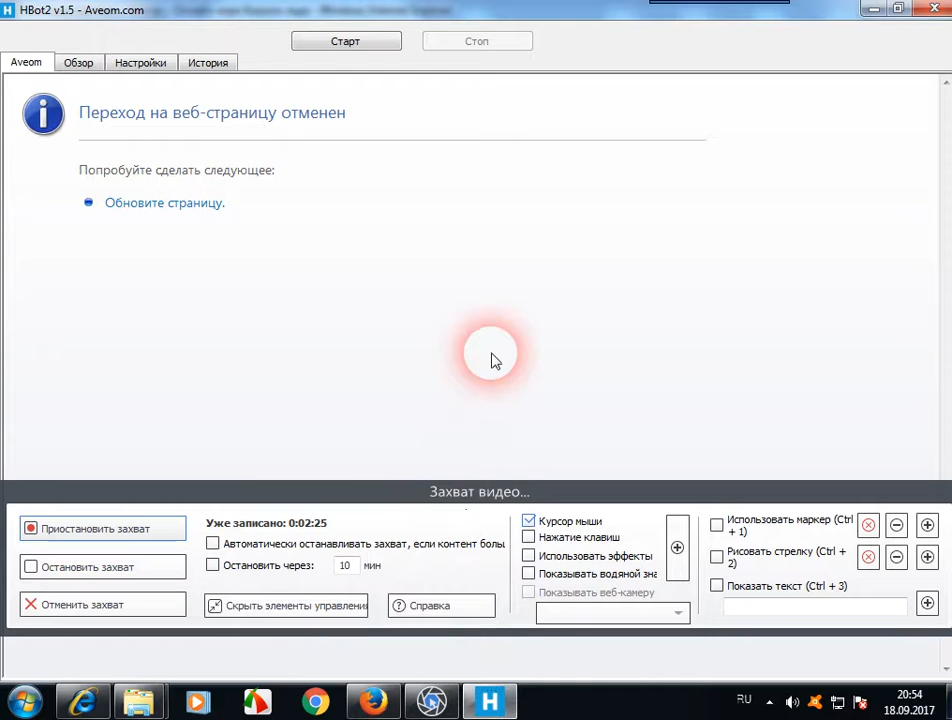 HBot2 v1.5 - Aveom.com
Старт
Стоп
Aveom
Обзор
Настройки
История
Переход на веб-страницу отменен
Попробуйте сделать следующее:
Обновите страницу.
Захват видео...
Приостановить захват
Остановить захват
Отменить захват
Уже записано: 0:02:25
Автоматически останавливать захват, если контент больш
Остановить через: 10 мин
Скрыть элементы управлени
Справка
Курсор мыши
Нажатие клавиш
Использовать эффекты
Показывать водяной зна
Показывать веб-камеру
Использовать маркер (Ctrl
+ 1)
Рисовать стрелку (Ctrl +
2)
Показать текст (Ctrl + 3)
RU
20:54
18.09.2017